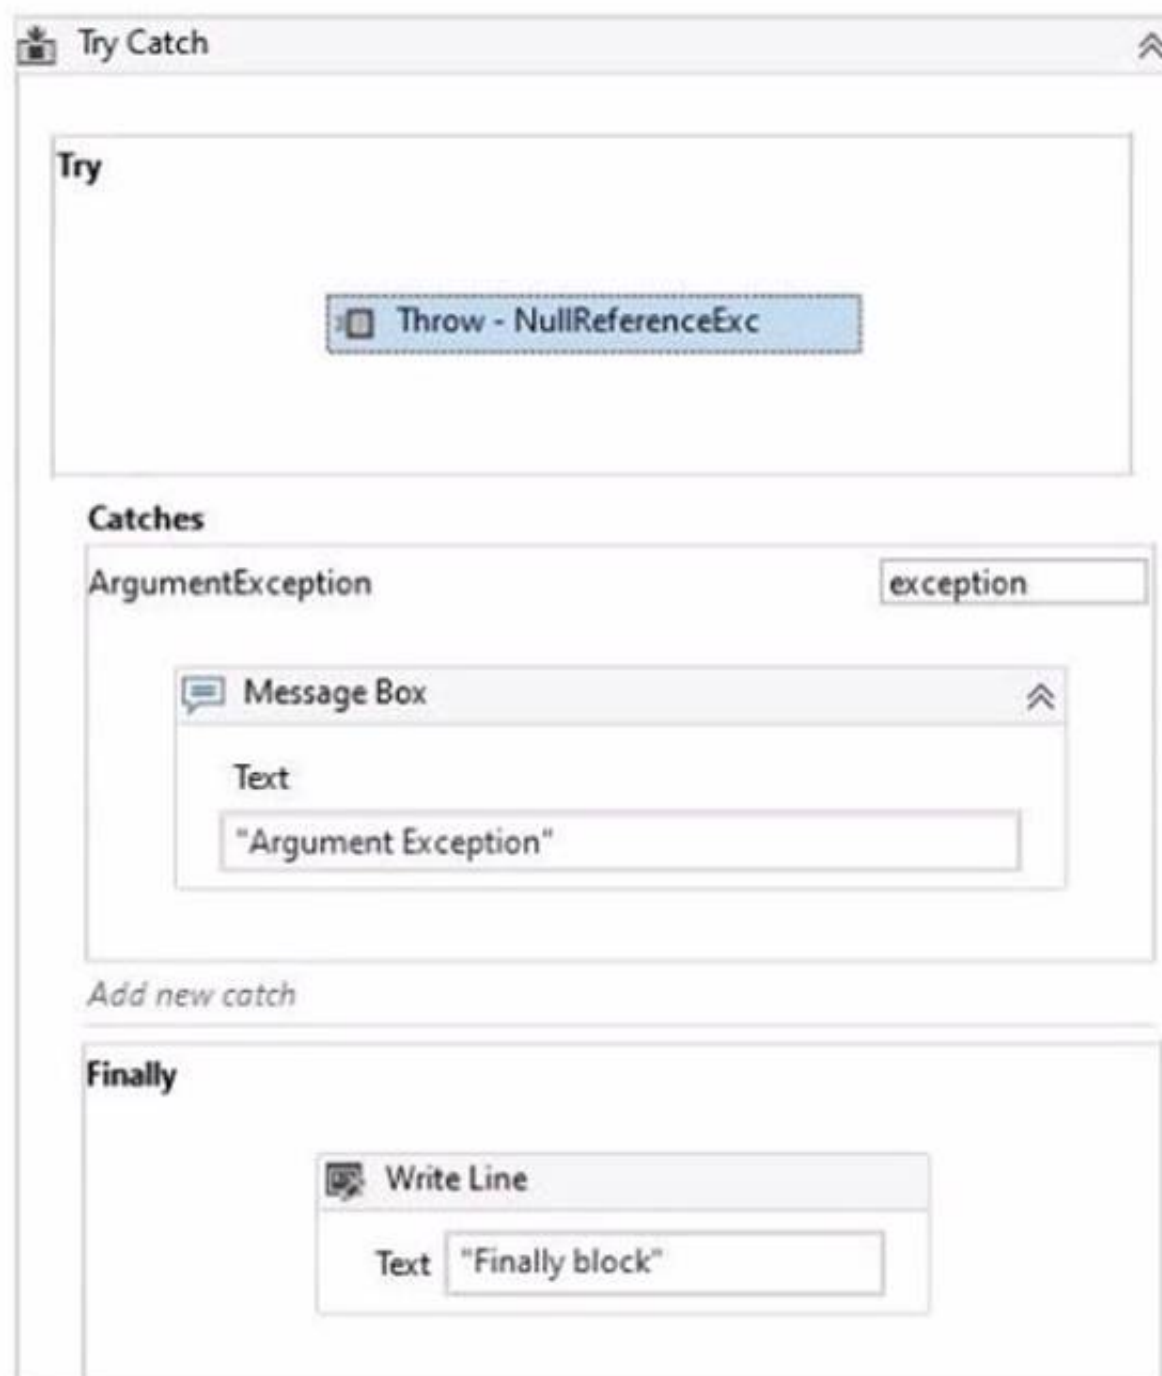 Try Catch
Try
Throw - NullReferenceExc
Catches
ArgumentException
exception
Message Box
Text
"Argument Exception"
Add new catch
Finally
Write Line
Text
"Finally block"